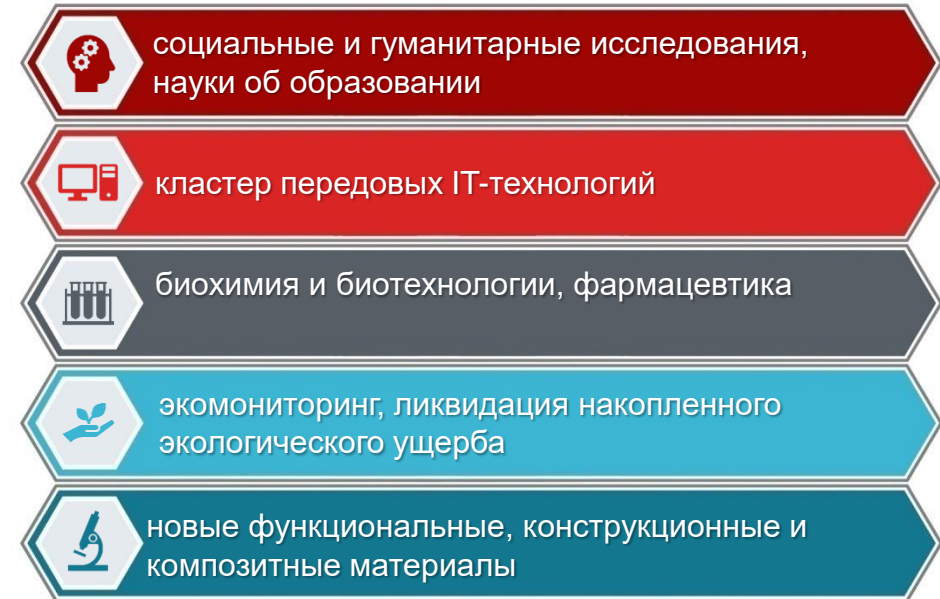 социальные и гуманитарные исследования,
науки об образовании
кластер передовых IT-технологий
биохимия и биотехнологии, фармацевтика
экомониторинг, ликвидация накопленного
экологического ущерба
новые функциональные, конструкционные и
композитные материалы